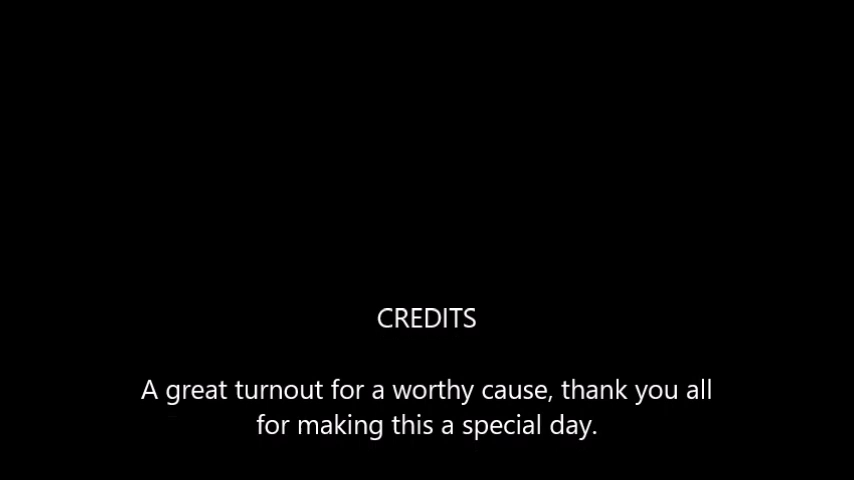 CREDITS
A great turnout for a worthy cause, thank you all
for making this a special day.